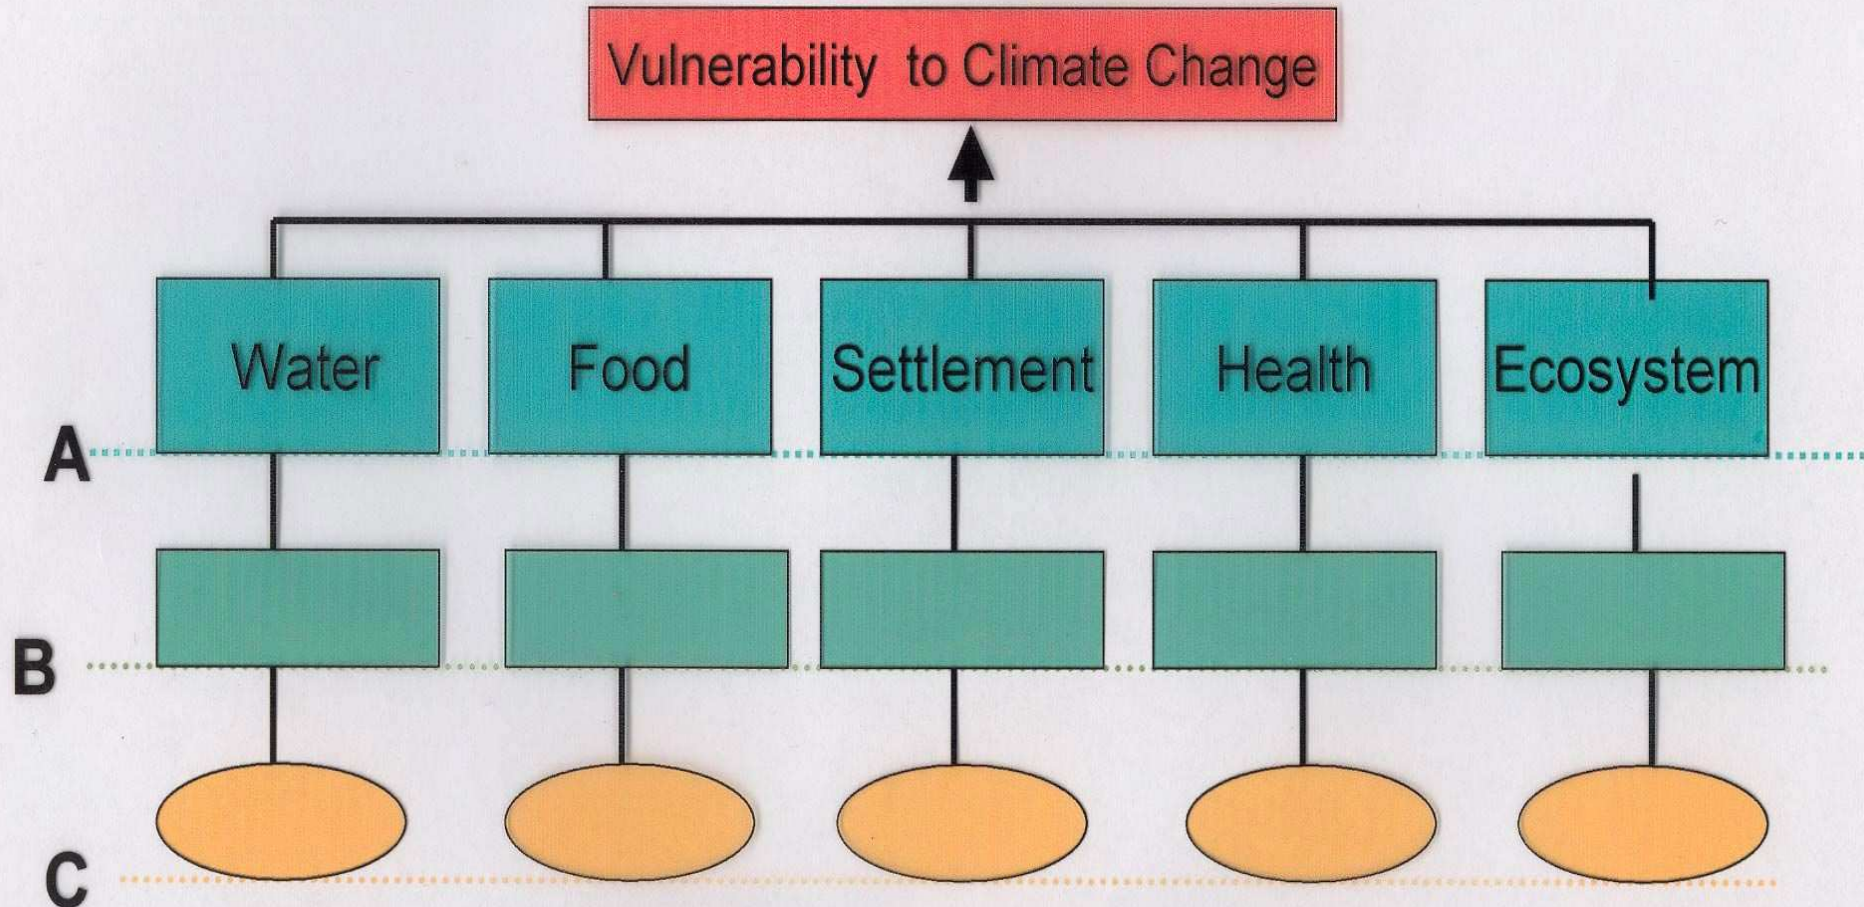 Vulnerability to Climate Change
Water
Food
Settlement
Health
Ecosystem
A
B
C